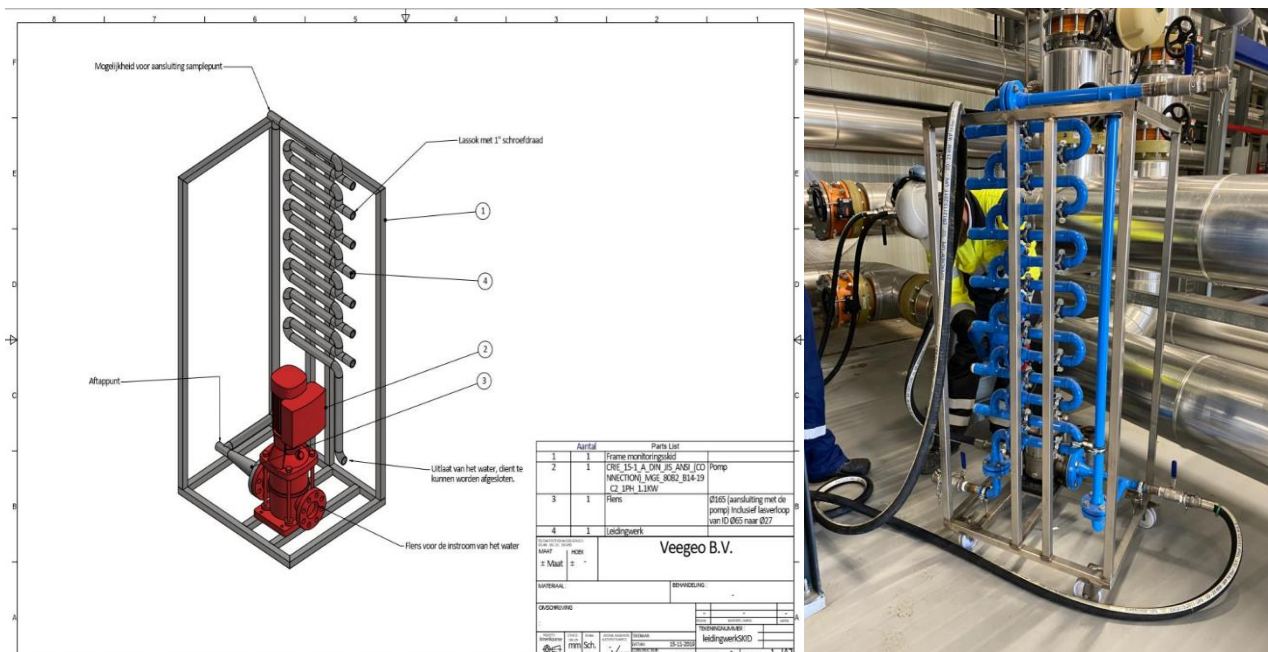 8 7 6 5 4 3 2 1
F
Mogelijkheid voor aansluiting samplepunt
Lassok met 1" schroefdraad
E
1
D
4
2
3
Aftappunt
C
Uitlaat van het water, dient te
kunnen worden afgesloten.
B
Flens voor de instroom van het water
A
Aantal Parts List
1 1 Frame monitoringsskid
2 1 CRIE_15-1_A_DIN_JIS_ANSI_(CO Pomp
NNECTION)_MGE_80B2_B14-19
_C2_1PH_1.1KW
3 1 Flens Ø165 (aansluiting met de
pomp) Inclusief lasverloop
van ID Ø65 naar Ø27
4 1 Leidingwerk
MAAT HOEK
± Maat ± -
Veegeo B.V.
MATERIAAL: BEHANDELING:
-
OMSCHRIJVING
TEKENINGNUMMER:
leidingwerkSKID
mm Sch.
15-11-2019